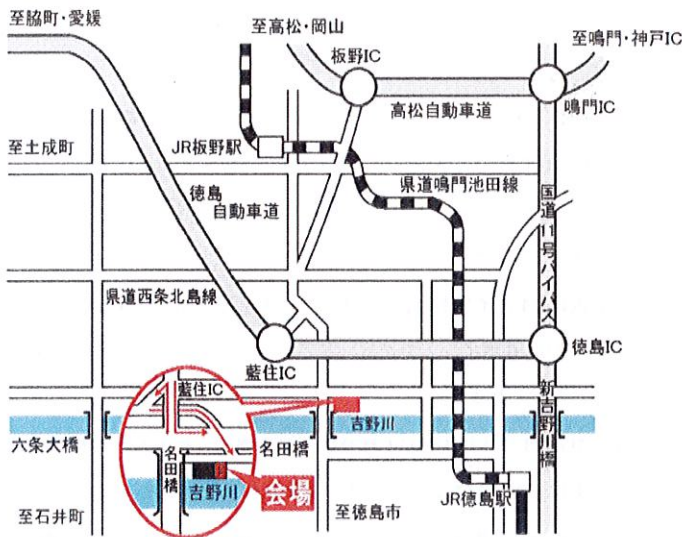 至脇町・愛媛
至高松・岡山
板野IC
至鳴門・神戸IC
高松自動車道
鳴門IC
JR板野駅
至土成町
県道鳴門池田線
徳島
自動車道
国道11号バイパス
県道西条北島線
藍住IC
徳島IC
藍住IC
吉野川
新吉野川橋
六条大橋
名田橋
名田橋
吉野川
会場
JR徳島駅
至石井町
至徳島市